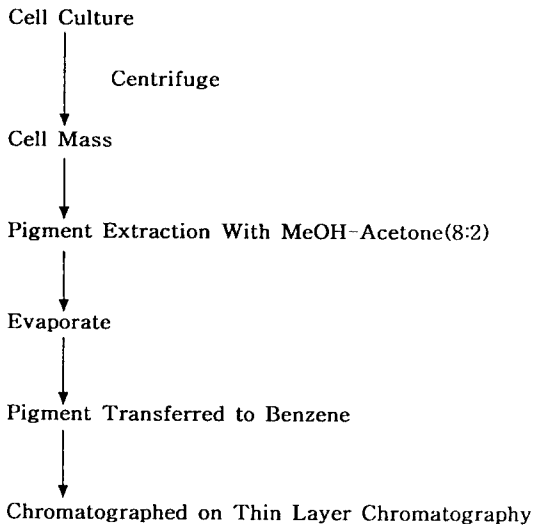 Cell Culture
Centrifuge
Cell Mass
Pigment Extraction With MeOH-Acetone(8:2)
Evaporate
Pigment Transferred to Benzene
Chromatographed on Thin Layer Chromatography